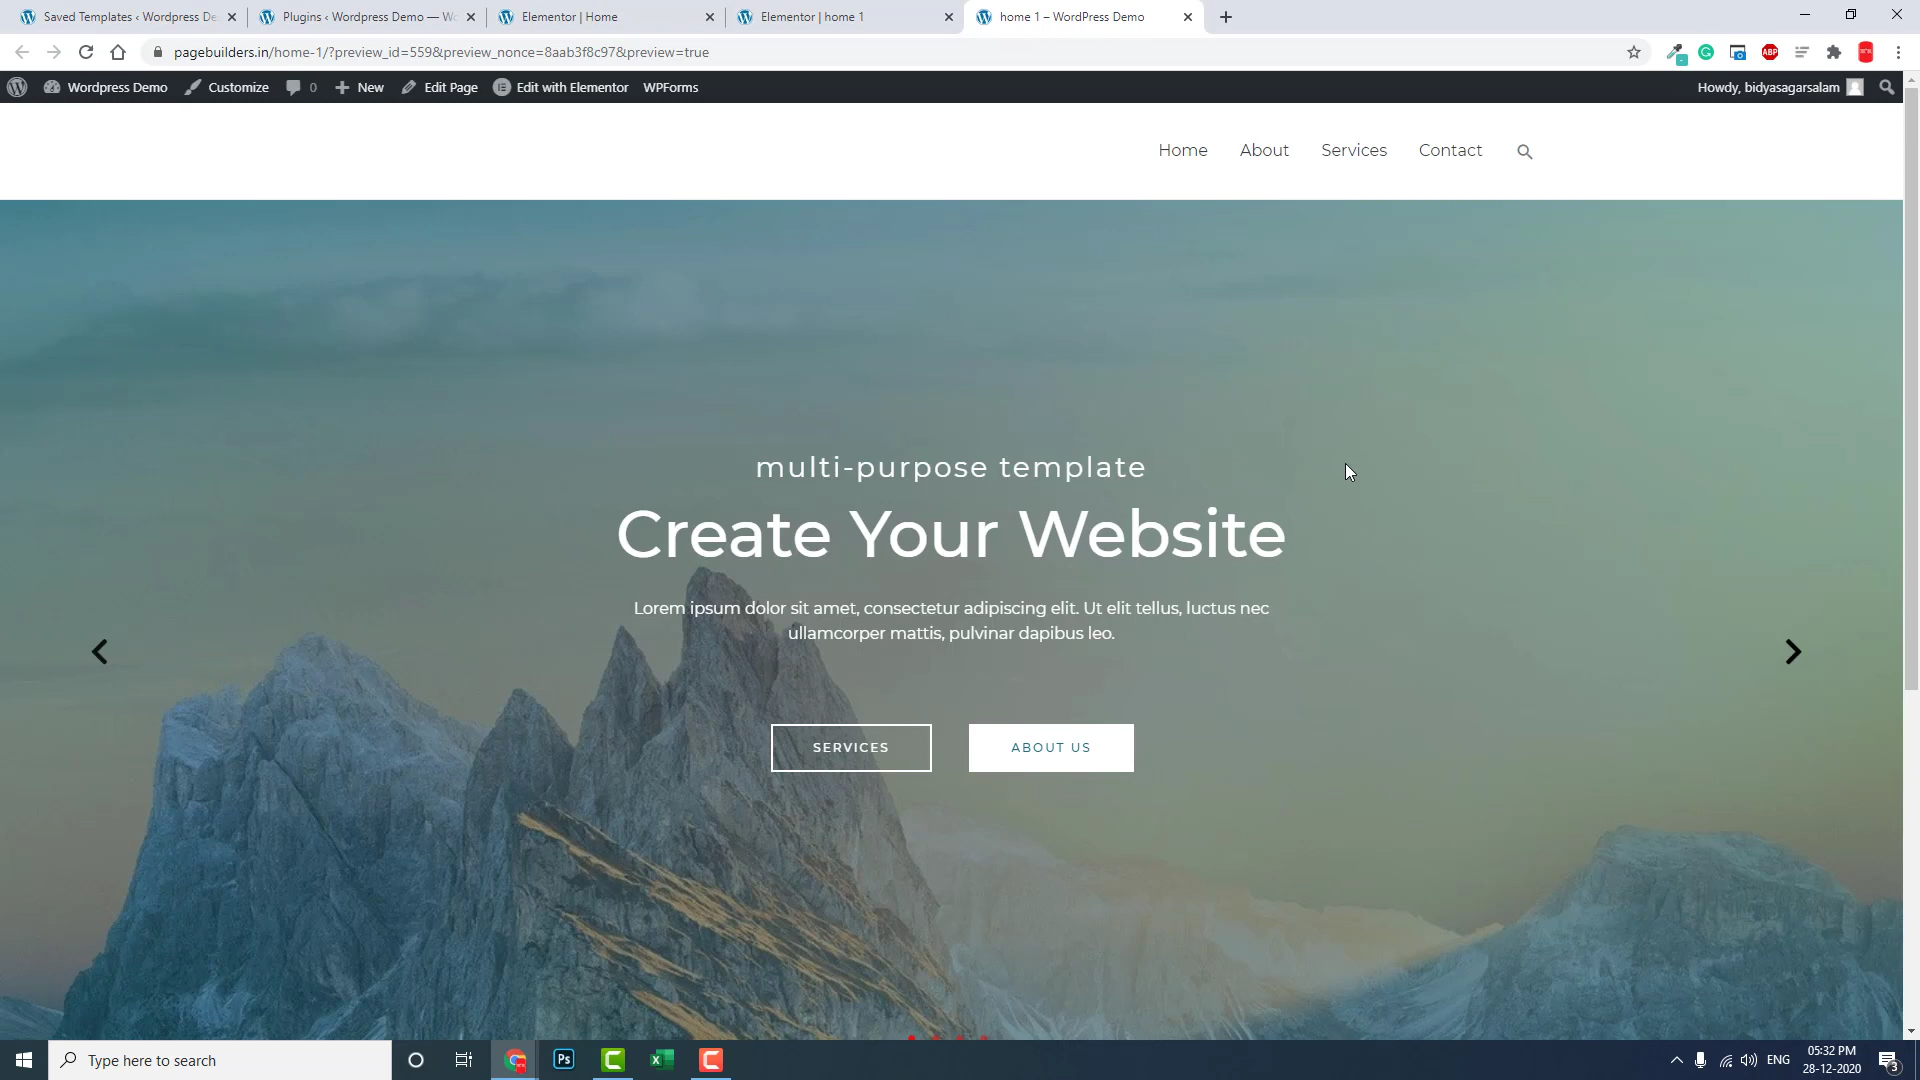 Saved Templates ‹ Wordpress De
Plugins ‹ Wordpress Demo — Wo
Elementor | Home
Elementor | home 1
home 1 – WordPress Demo
pagebuilders.in/home-1/?preview_id=559&preview_nonce=8aab3f8c97&preview=true
ABP
Wordpress Demo
Customize
0
New
Edit Page
Edit with Elementor
WPForms
Howdy, bidyasagarsalam
Home
About
Services
Contact
multi-purpose template
Create Your Website
Lorem ipsum dolor sit amet, consectetur adipiscing elit. Ut elit tellus, luctus nec
ullamcorper mattis, pulvinar dapibus leo.
SERVICES
ABOUT US
Type here to search
Ps
ENG
05:32 PM
28-12-2020
3